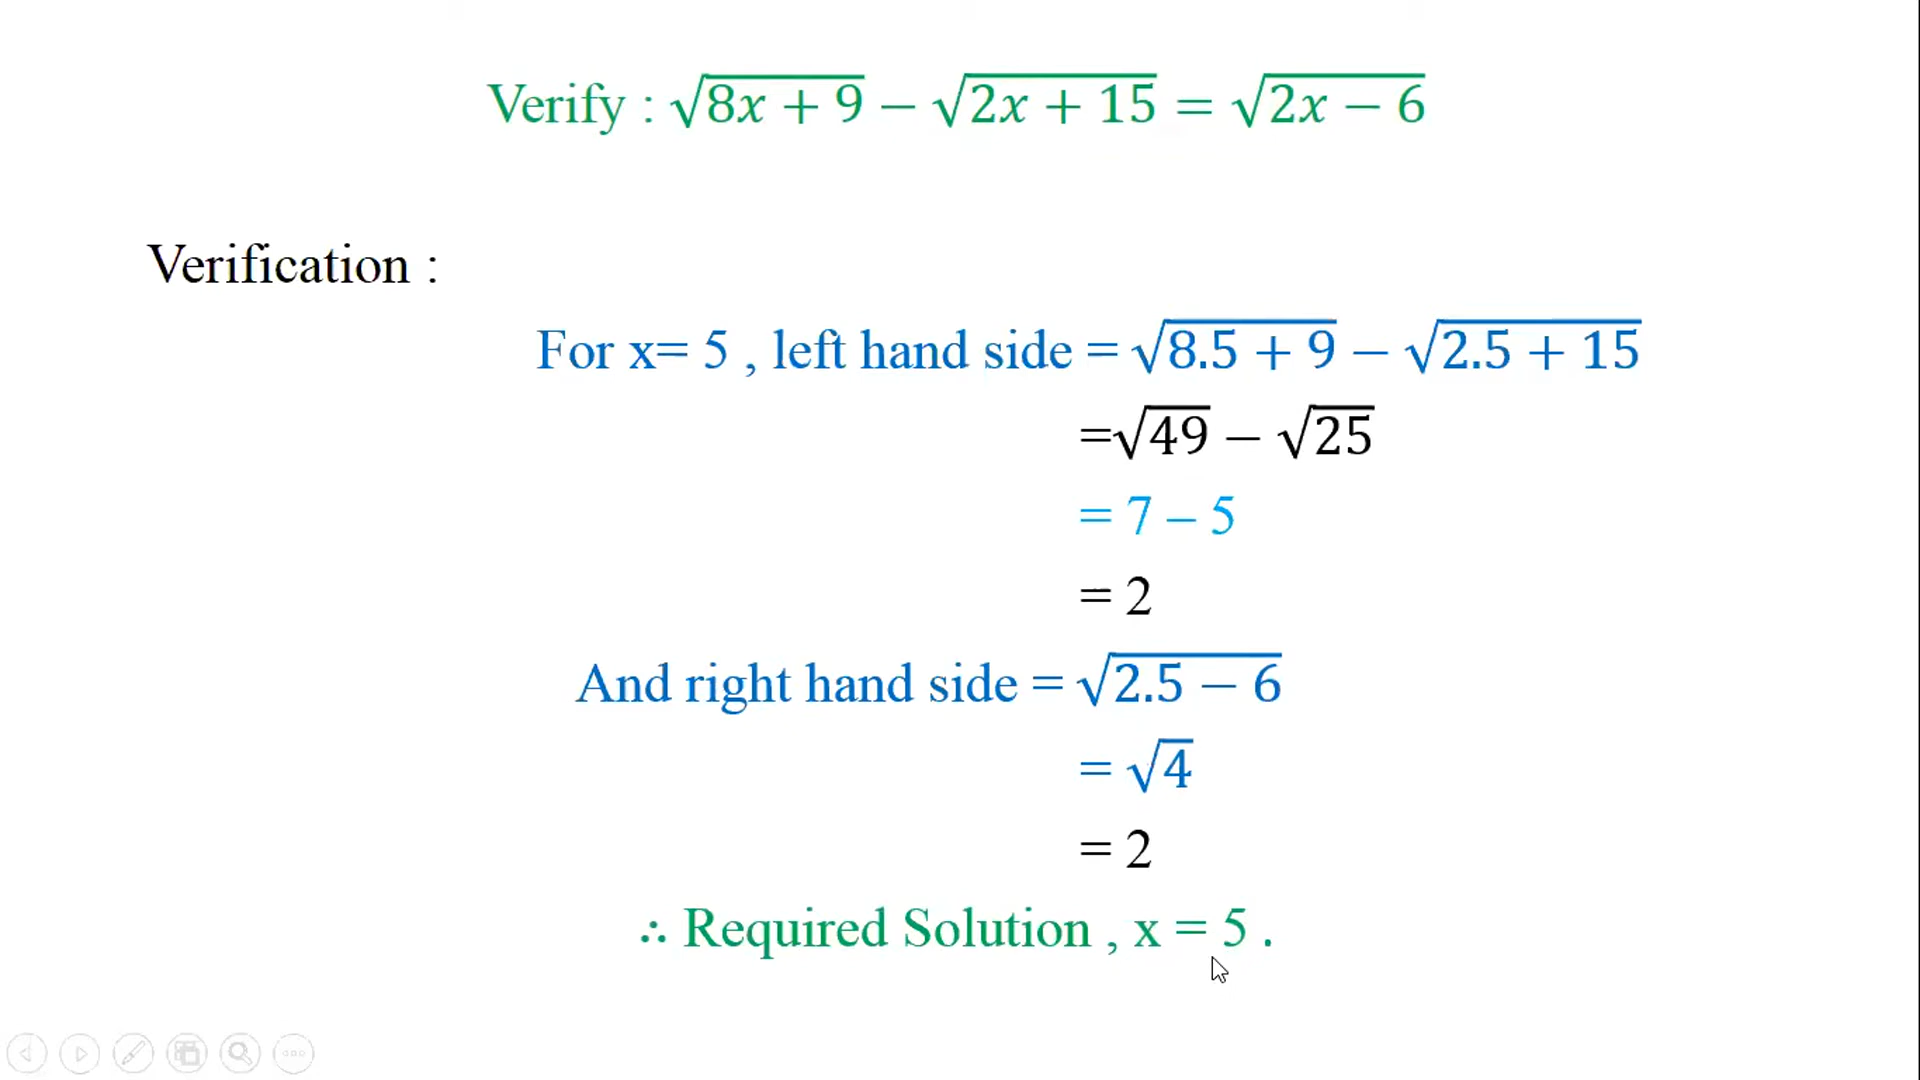 Verify : √8x + 9 − √2x + 15 = √2x − 6
Verification :
For x= 5 , left hand side = √8.5 + 9 − √2.5 + 15
=√49 − √25
= 7 – 5
= 2
And right hand side = √2.5 − 6
= √4
= 2
∴ Required Solution , x = 5 .